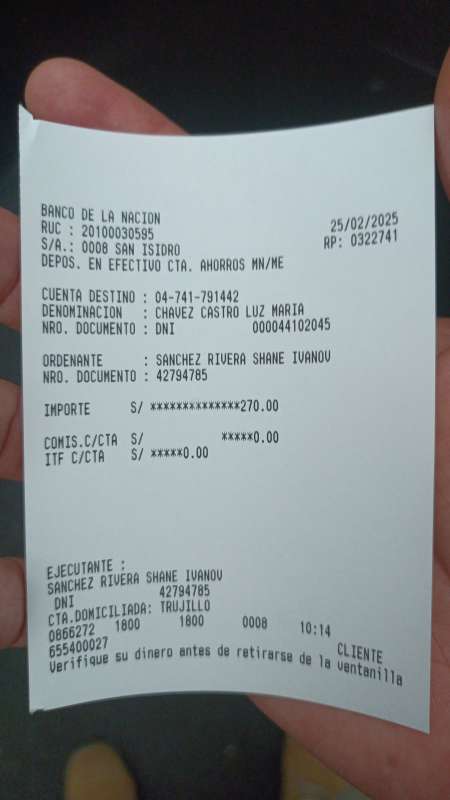 BANCO DE LA NACION
RUC : 20100030595 25/02/2025
S/A.: 0008 SAN ISIDRO RP: 0322741
DEPOS. EN EFECTIVO CTA. AHORROS MN/ME
CUENTA DESTINO : 04-741-791442
DENOMINACION : CHAVEZ CASTRO LUZ MARIA
NRO. DOCUMENTO : DNI 000044102045
ORDENANTE : SANCHEZ RIVERA SHANE IVANOV
NRO. DOCUMENTO : 42794785
IMPORTE S/ **************270.00
COMIS.C/CTA S/ *****0.00
ITF C/CTA S/ *****0.00
EJECUTANTE :
SANCHEZ RIVERA SHANE IVANOV
DNI 42794785
CTA.DOMICILIADA: TRUJILLO
0866272 1800 1800 0008 10:14
655400027 CLIENTE
Verifique su dinero antes de retirarse de la ventanilla